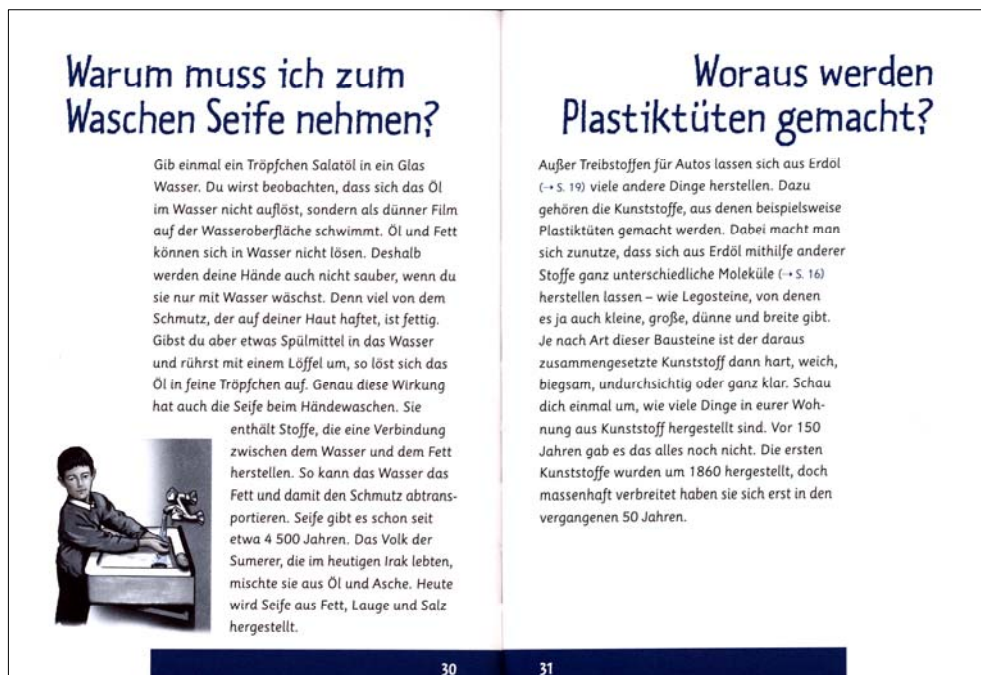 Warum muss ich zum
Waschen Seife nehmen?
Gib einmal ein Tröpfchen Salatöl in ein Glas
Wasser. Du wirst beobachten, dass sich das Öl
im Wasser nicht auflöst, sondern als dünner Film
auf der Wasseroberfläche schwimmt. Öl und Fett
können sich in Wasser nicht lösen. Deshalb
werden deine Hände auch nicht sauber, wenn du
sie nur mit Wasser wäschst. Denn viel von dem
Schmutz, der auf deiner Haut haftet, ist fettig.
Gibst du aber etwas Spülmittel in das Wasser
und rührst mit einem Löffel um, so löst sich das
Öl in feine Tröpfchen auf. Genau diese Wirkung
hat auch die Seife beim Händewaschen. Sie
enthält Stoffe, die eine Verbindung
zwischen dem Wasser und dem Fett
herstellen. So kann das Wasser das
Fett und damit den Schmutz abtrans-
portieren. Seife gibt es schon seit
etwa 4 500 Jahren. Das Volk der
Sumerer, die im heutigen Irak lebten,
mischte sie aus Öl und Asche. Heute
wird Seife aus Fett, Lauge und Salz
hergestellt.
30
Woraus werden
Plastiktüten gemacht?
Außer Treibstoffen für Autos lassen sich aus Erdöl
(→ S. 19) viele andere Dinge herstellen. Dazu
gehören die Kunststoffe, aus denen beispielsweise
Plastiktüten gemacht werden. Dabei macht man
sich zunutze, dass sich aus Erdöl mithilfe anderer
Stoffe ganz unterschiedliche Moleküle (→ S. 16)
herstellen lassen – wie Legosteine, von denen
es ja auch kleine, große, dünne und breite gibt.
Je nach Art dieser Bausteine ist der daraus
zusammengesetzte Kunststoff dann hart, weich,
biegsam, undurchsichtig oder ganz klar. Schau
dich einmal um, wie viele Dinge in eurer Woh-
nung aus Kunststoff hergestellt sind. Vor 150
Jahren gab es das alles noch nicht. Die ersten
Kunststoffe wurden um 1860 hergestellt, doch
massenhaft verbreitet haben sie sich erst in den
vergangenen 50 Jahren.
31